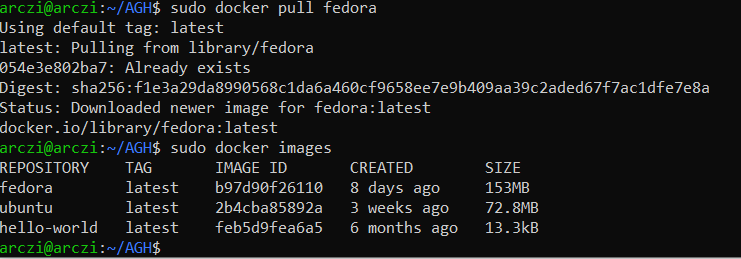 arczi@arczi:~/AGH$ sudo docker pull fedora
Using default tag: latest
latest: Pulling from library/fedora
054e3e802ba7: Already exists
Digest: sha256:f1e3a29da8990568c1da6a460cf9658ee7e9b409aa39c2aded67f7ac1dfe7e8a
Status: Downloaded newer image for fedora:latest
docker.io/library/fedora:latest
arczi@arczi:~/AGH$ sudo docker images
REPOSITORY TAG IMAGE ID CREATED SIZE
fedora latest b97d90f26110 8 days ago 153MB
ubuntu latest 2b4cba85892a 3 weeks ago 72.8MB
hello-world latest feb5d9fea6a5 6 months ago 13.3kB
arczi@arczi:~/AGH$